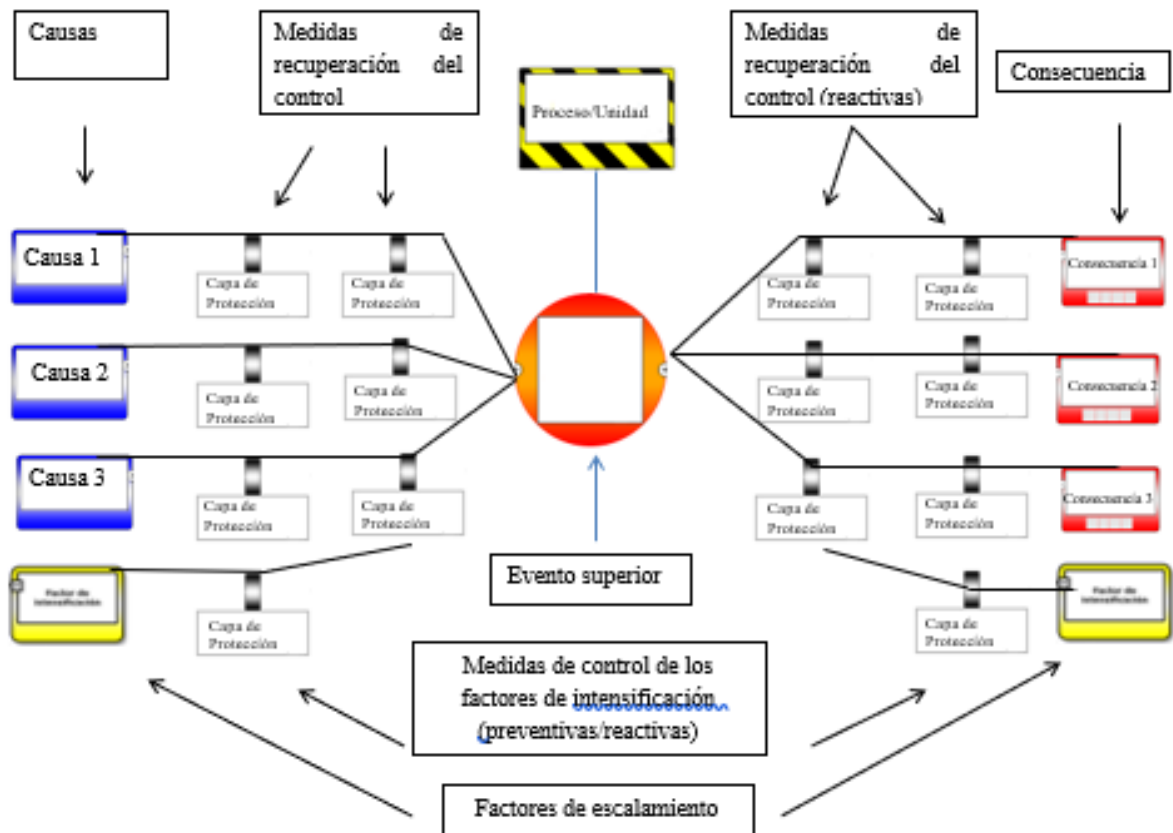 Causas
Medidas de
recuperación del
control
Proceso/Unidad
Medidas de
recuperación del
control (reactivas)
Consecuencia
Causa 1
Capa de
Protección
Capa de
Protección
Capa de
Protección
Capa de
Protección
Consecuencia 1
Causa 2
Capa de
Protección
Capa de
Protección
Capa de
Protección
Capa de
Protección
Consecuencia 2
Causa 3
Capa de
Protección
Capa de
Protección
Capa de
Protección
Capa de
Protección
Consecuencia 3
Evento superior
Factor de
intensificación
Capa de
Protección
Capa de
Protección
Factor de
intensificación
Medidas de control de los
factores de intensificación
(preventivas/reactivas)
Factores de escalamiento